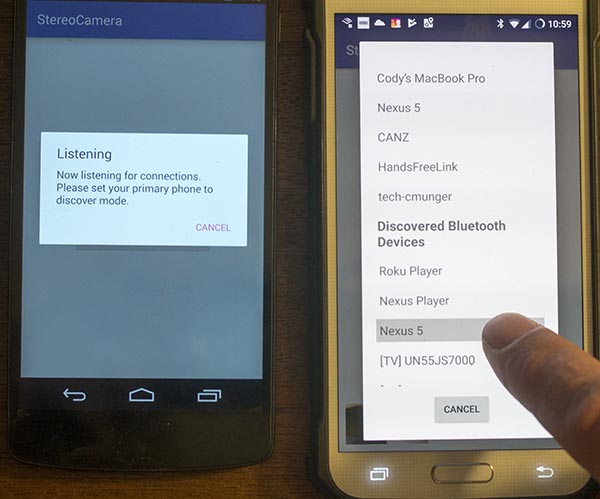 StereoCamera
Listening
Now listening for connections.
Please set your primary phone to
discover mode.
CANCEL
10:59
St
Cody's MacBook Pro
Nexus 5
CANZ
HandsFreeLink
tech-cmunger
Discovered Bluetooth
Devices
Roku Player
Nexus Player
Nexus 5
[TV] UN55JS7000
CANCEL